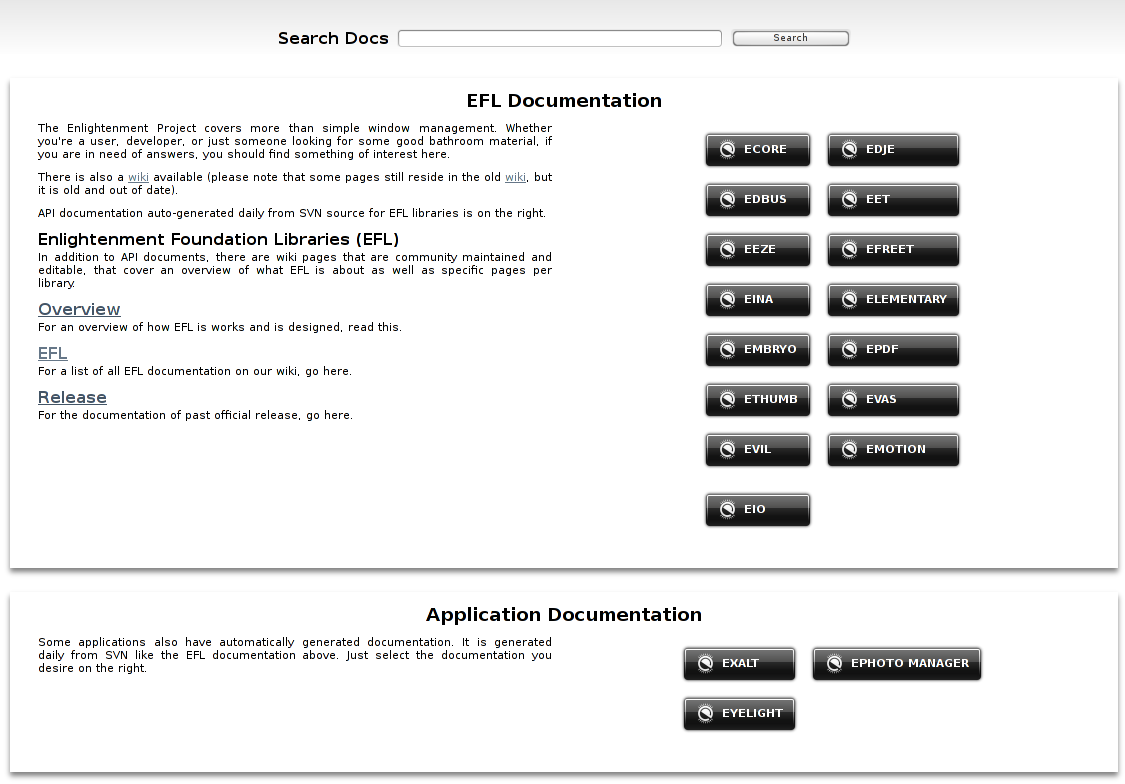 Search Docs
Search
EFL Documentation
The Enlightenment Project covers more than simple window management. Whether
you're a user, developer, or just someone looking for some good bathroom material, if
you are in need of answers, you should find something of interest here.
There is also a wiki available (please note that some pages still reside in the old wiki, but
it is old and out of date).
API documentation auto-generated daily from SVN source for EFL libraries is on the right.
Enlightenment Foundation Libraries (EFL)
In addition to API documents, there are wiki pages that are community maintained and
editable, that cover an overview of what EFL is about as well as specific pages per
library.
Overview
For an overview of how EFL is works and is designed, read this.
EFL
For a list of all EFL documentation on our wiki, go here.
Release
For the documentation of past official release, go here.
ECORE
EDJE
EDBUS
EET
EEZE
EFREET
EINA
ELEMENTARY
EMBRYO
EPDF
ETHUMB
EVAS
EVIL
EMOTION
EIO
Application Documentation
Some applications also have automatically generated documentation. It is generated
daily from SVN like the EFL documentation above. Just select the documentation you
desire on the right.
EXALT
EPHOTO MANAGER
EYELIGHT